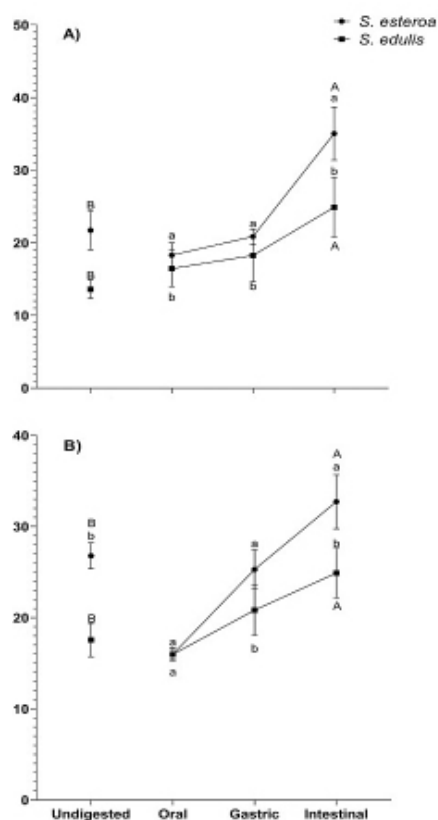 50
A)
S. esteroa
S. edulis
40
A
a
30
b
B
a
a
20
A
B
b
b
10
0
40
B)
A
a
30
B
b
a
b
20
B
A
a
b
a
10
0
Undigested
Oral
Gastric
Intestinal